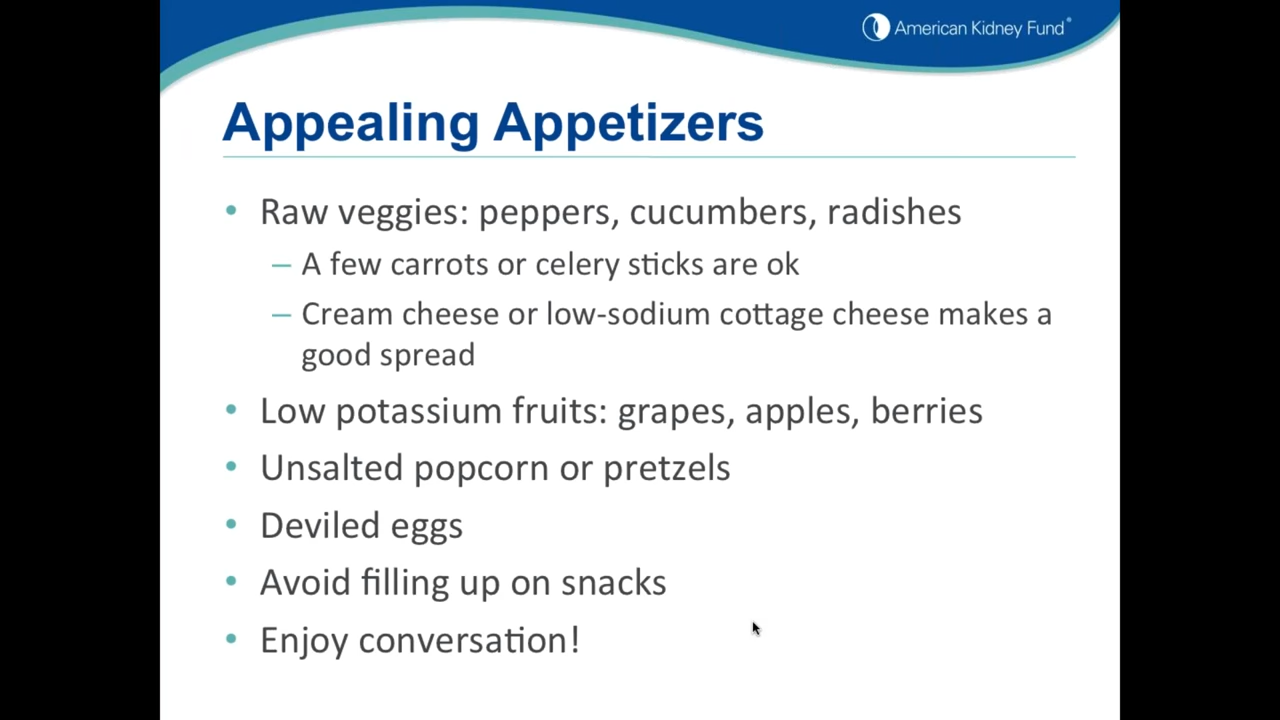 American Kidney Fund®
Appealing Appetizers
• Raw veggies: peppers, cucumbers, radishes
– A few carrots or celery sticks are ok
– Cream cheese or low-sodium cottage cheese makes a
good spread
• Low potassium fruits: grapes, apples, berries
• Unsalted popcorn or pretzels
• Deviled eggs
• Avoid filling up on snacks
• Enjoy conversation!